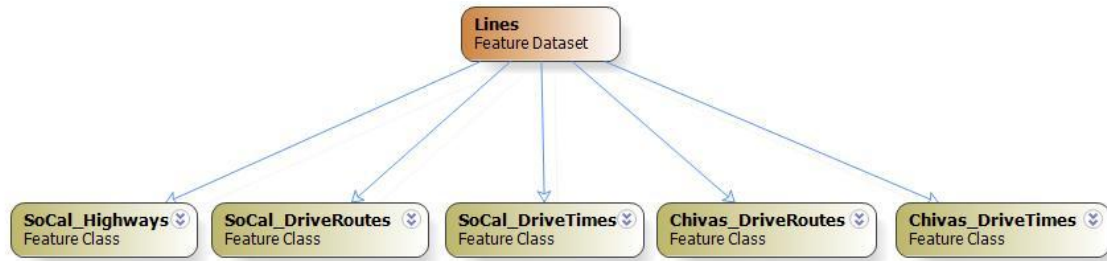 Lines
Feature Dataset
SoCal_Highways
Feature Class
SoCal_DriveRoutes
Feature Class
SoCal_DriveTimes
Feature Class
Chivas_DriveRoutes
Feature Class
Chivas_DriveTimes
Feature Class